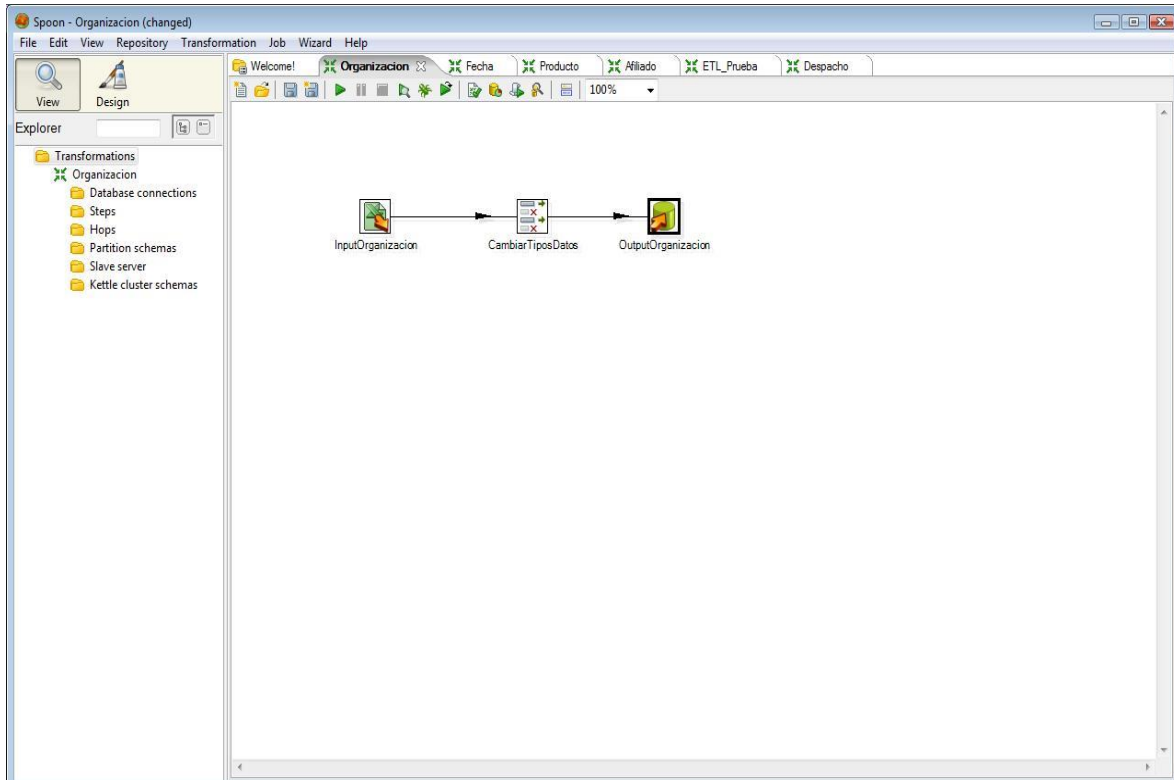 Spoon - Organizacion (changed)
File Edit View Repository Transformation Job Wizard Help
View Design
Explorer
Transformations
Organizacion
Database connections
Steps
Hops
Partition schemas
Slave server
Kettle cluster schemas
Welcome! Organizacion Fecha Producto Afiliado ETL_Prueba Despacho
100%
InputOrganizacion CambiarTiposDatos OutputOrganizacion